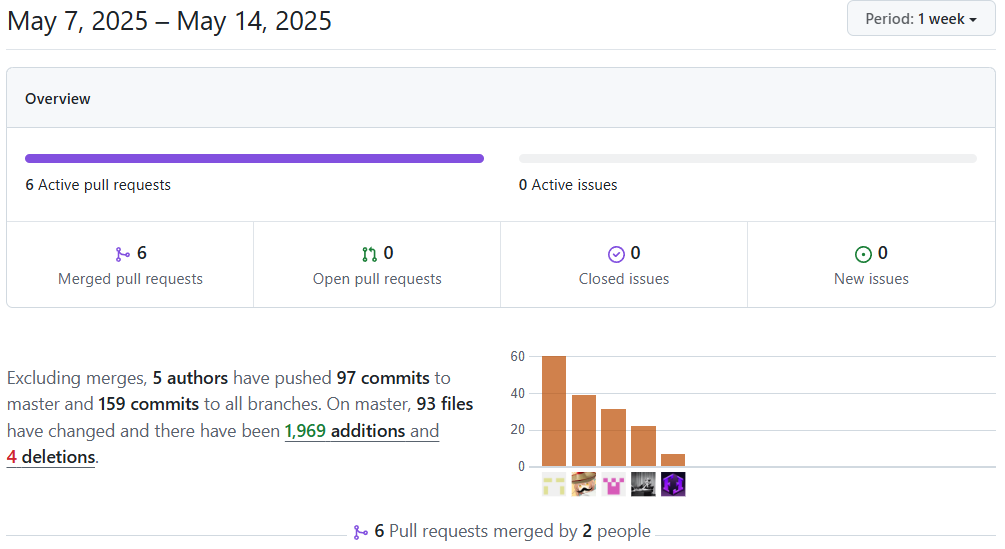 May 7, 2025 – May 14, 2025
Period: 1 week
Overview
6 Active pull requests
0 Active issues
6
Merged pull requests
0
Open pull requests
0
Closed issues
0
New issues
Excluding merges, 5 authors have pushed 97 commits to
master and 159 commits to all branches. On master, 93 files
have changed and there have been 1,969 additions and
4 deletions.
60
40
20
0
6 Pull requests merged by 2 people